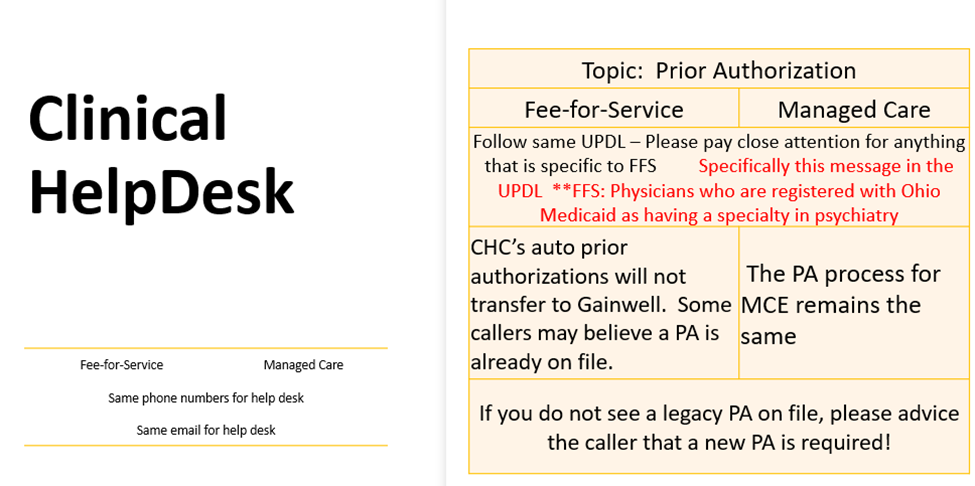 Clinical
HelpDesk
Fee-for-Service Managed Care
Same phone numbers for help desk
Same email for help desk
Topic:  Prior Authorization
Fee-for-Service Managed Care
Follow same UPDL – Please pay close attention for anything
that is specific to FFS Specifically this message in the
UPDL  **FFS: Physicians who are registered with Ohio
Medicaid as having a specialty in psychiatry
CHC’s auto prior
authorizations will not
transfer to Gainwell.  Some
callers may believe a PA is
already on file.
The PA process for
MCE remains the
same
If you do not see a legacy PA on file, please advice
the caller that a new PA is required!